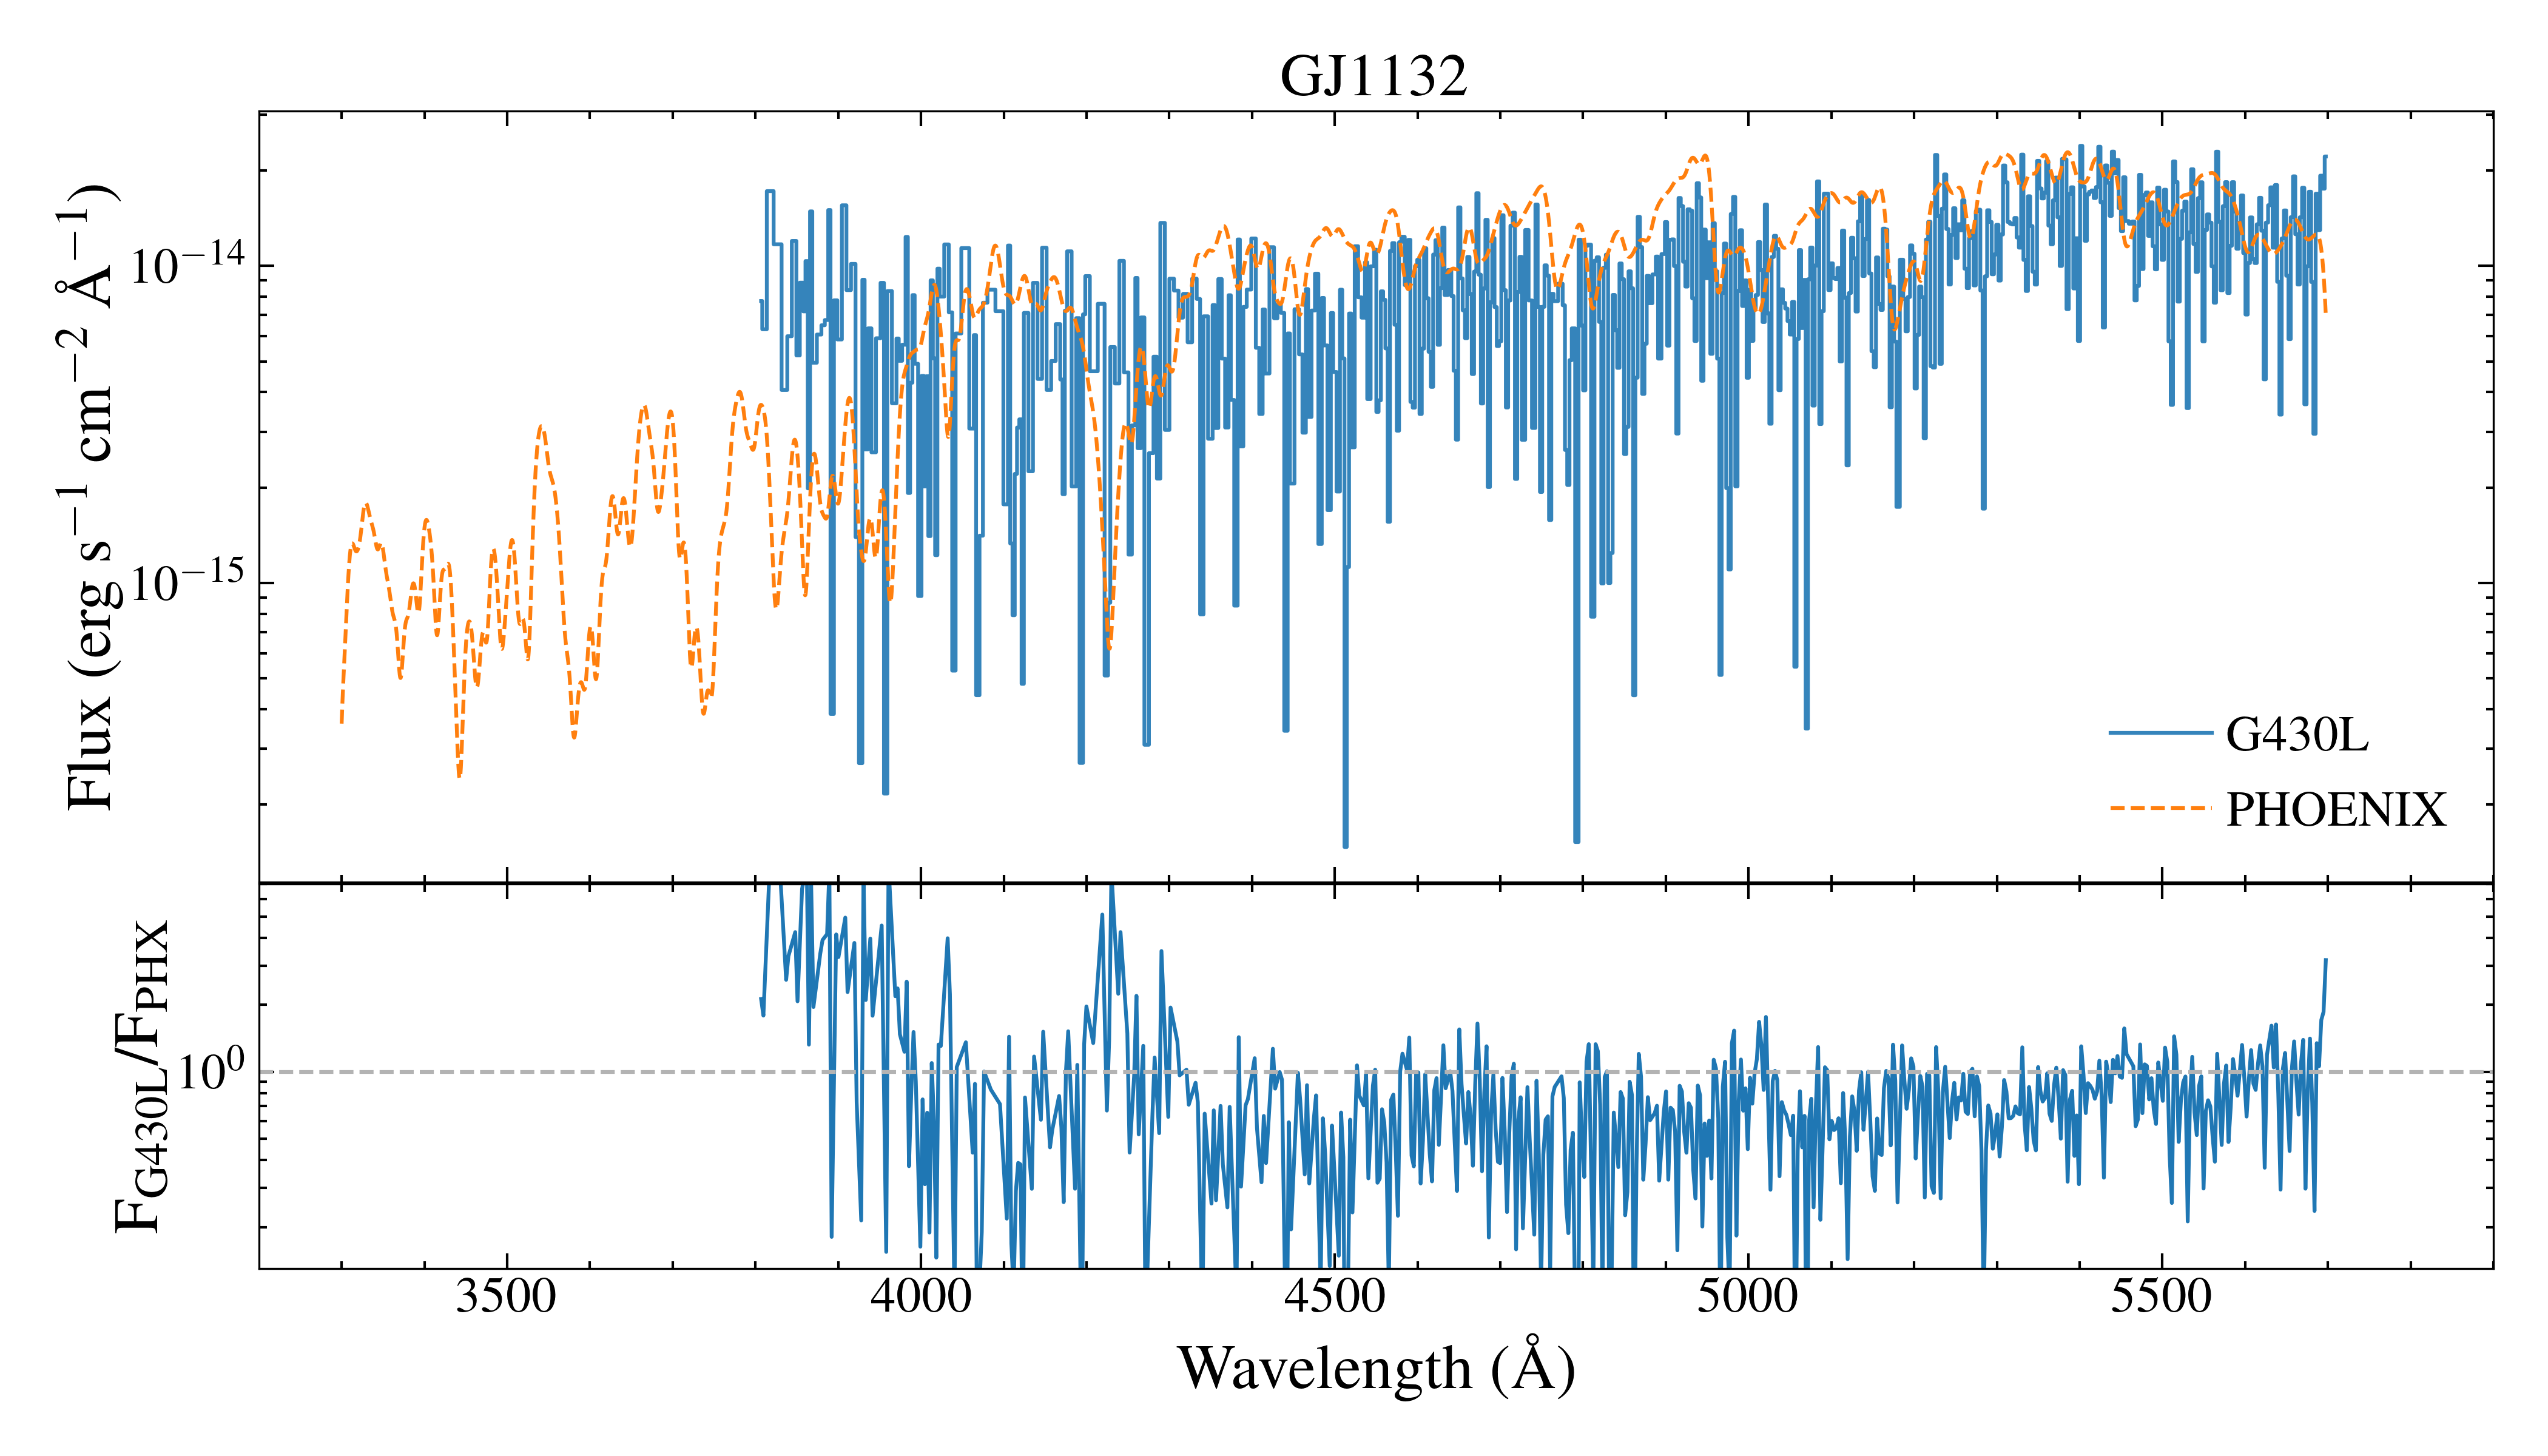 GJ1132
Flux (erg s⁻¹ cm⁻² Å⁻¹)
10⁻¹⁴
10⁻¹⁵
G430L
PHOENIX
F_G430L/F_PHX
10⁰
3500 4000 4500 5000 5500
Wavelength (Å)